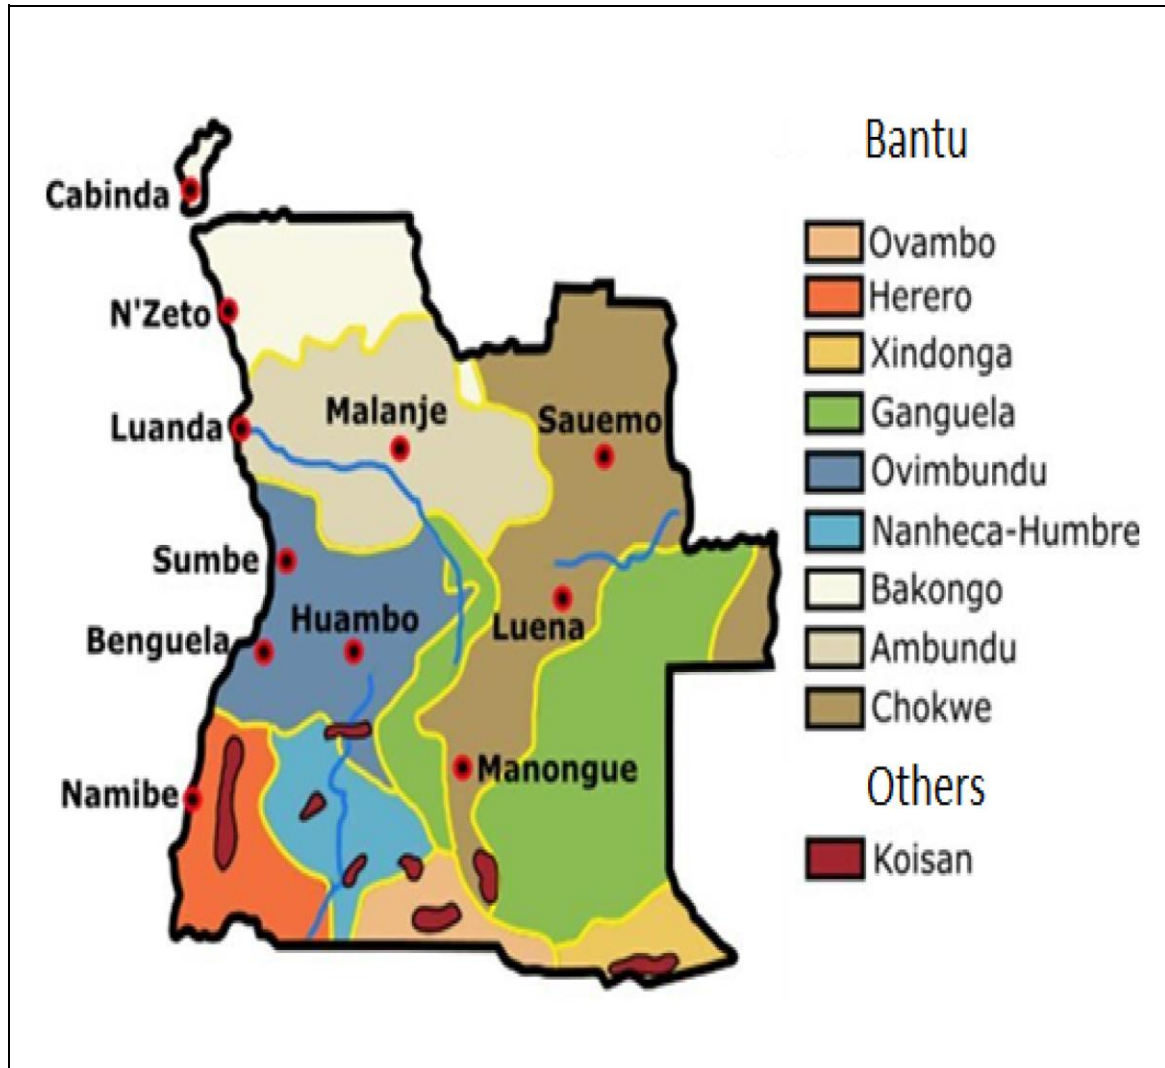 Cabinda
N'Zeto
Luanda
Malanje
Sauemo
Sumbe
Benguela
Huambo
Luena
Namibe
Manongue
Bantu
Ovambo
Herero
Xindonga
Ganguela
Ovimbundu
Nanheca-Humbre
Bakongo
Ambundu
Chokwe
Others
Koisan